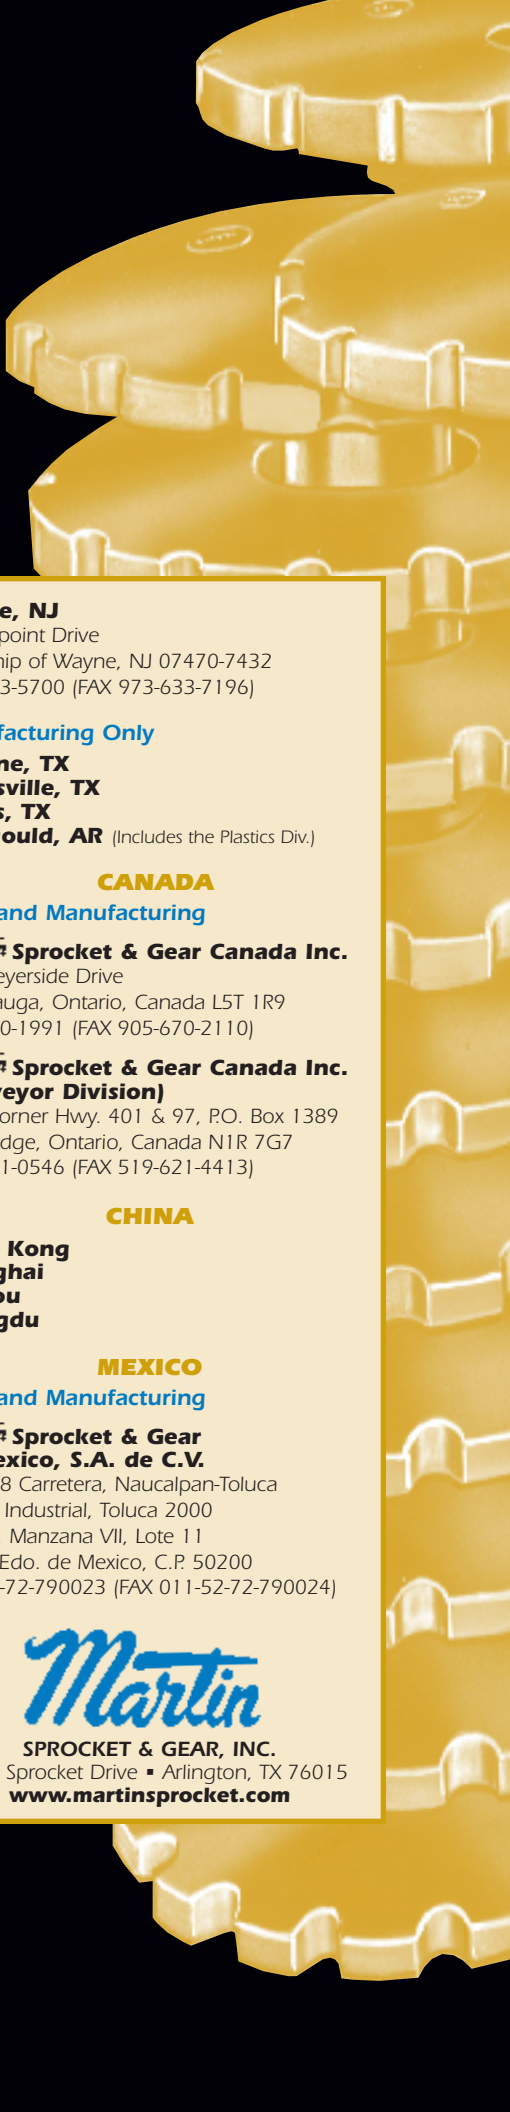 e, NJ
point Drive
hip of Wayne, NJ 07470-7432
3-5700 (FAX 973-633-7196)
facturing Only
ne, TX
sville, TX
s, TX
ould, AR (Includes the Plastics Div.)
CANADA
and Manufacturing
Sprocket & Gear Canada Inc.
eyerside Drive
auga, Ontario, Canada L5T 1R9
0-1991 (FAX 905-670-2110)
Sprocket & Gear Canada Inc.
eyor Division)
orner Hwy. 401 & 97, P.O. Box 1389
dge, Ontario, Canada N1R 7G7
1-0546 (FAX 519-621-4413)
CHINA
Kong
ghai
ou
gdu
MEXICO
and Manufacturing
Sprocket & Gear
exico, S.A. de C.V.
8 Carretera, Naucalpan-Toluca
Industrial, Toluca 2000
. Manzana VII, Lote 11
Edo. de Mexico, C.P. 50200
-72-790023 (FAX 011-52-72-790024)
Martin
SPROCKET & GEAR, INC.
Sprocket Drive ▪ Arlington, TX 76015
www.martinsprocket.com